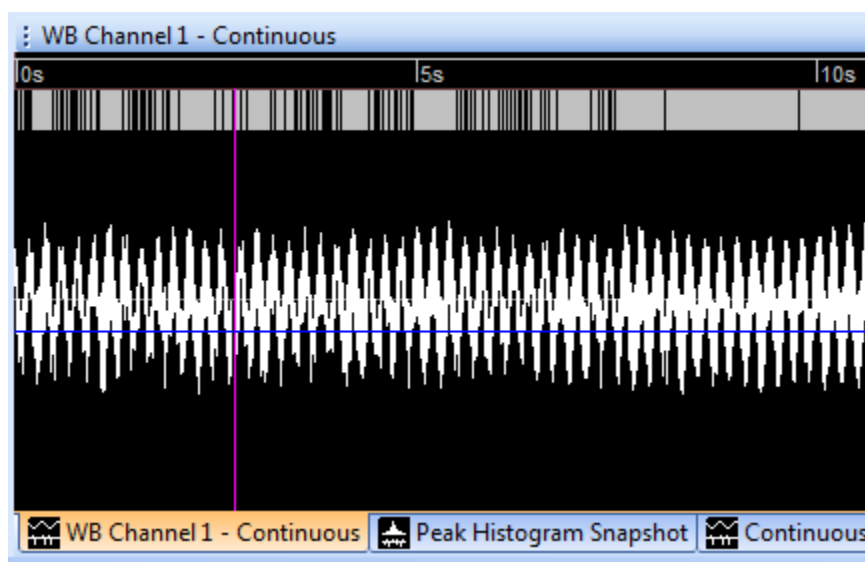 WB Channel 1 - Continuous
0s 5s 10s
WB Channel 1 - Continuous Peak Histogram Snapshot Continuous